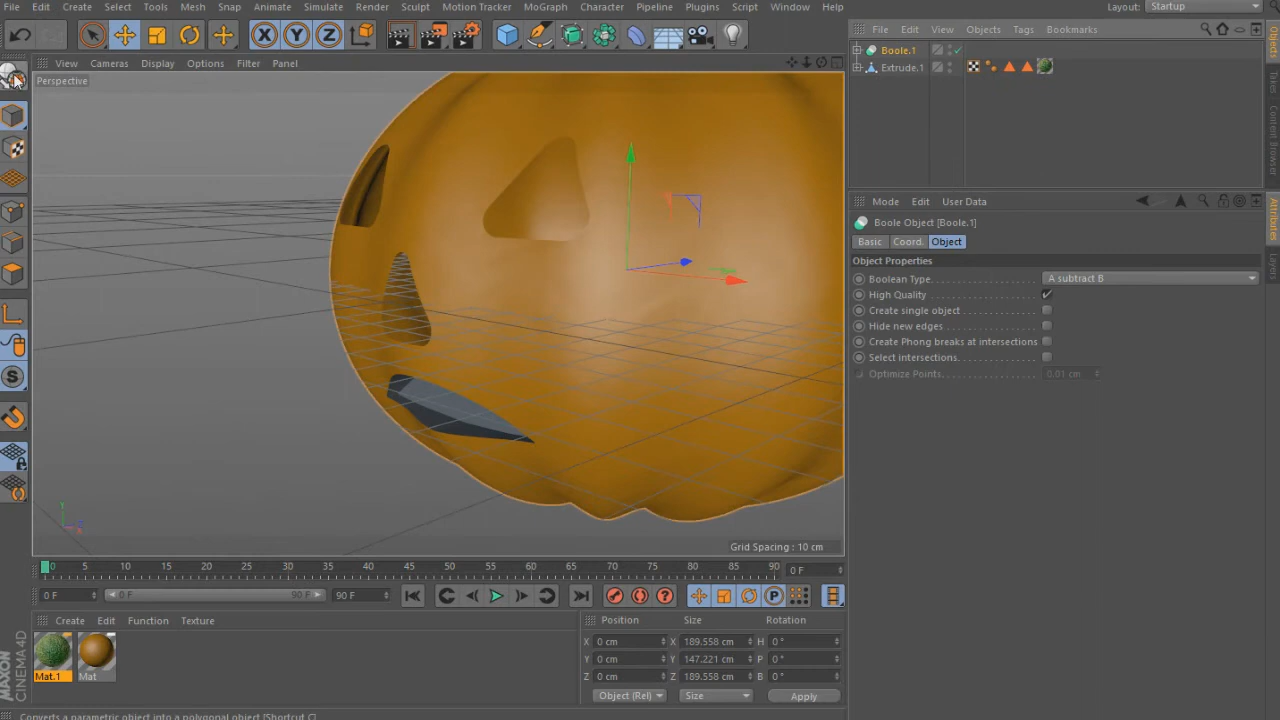 File Edit Create Select Tools Mesh Snap Animate Simulate Render Sculpt Motion Tracker MoGraph Character Pipeline Plugins Script Window Help Layout: Startup
X Y Z
File Edit View Objects Tags Bookmarks
Boole.1
Extrude.1
View Cameras Display Options Filter Panel
Perspective
Mode Edit User Data
Boole Object [Boole.1]
Basic Coord. Object
Object Properties
Boolean Type. A subtract B
High Quality
Create single object
Hide new edges
Create Phong breaks at intersections
Select intersections.
Optimize Points. 0.01 cm
Objects
Takes
Content Browser
Attributes
Layers
S
Y
X
Grid Spacing : 10 cm
0 5 10 15 20 25 30 35 40 45 50 55 60 65 70 75 80 85 90 0 F
0 F 0 F 90 F 90 F
P
Create Edit Function Texture
Mat.1 Mat
Position Size Rotation
X 0 cm X 189.558 cm H 0 °
Y 0 cm Y 147.221 cm P 0 °
Z 0 cm Z 189.558 cm B 0 °
Object (Rel) Size Apply
MAXON
CINEMA 4D
Converts a parametric object into a polygonal object [Shortcut C]